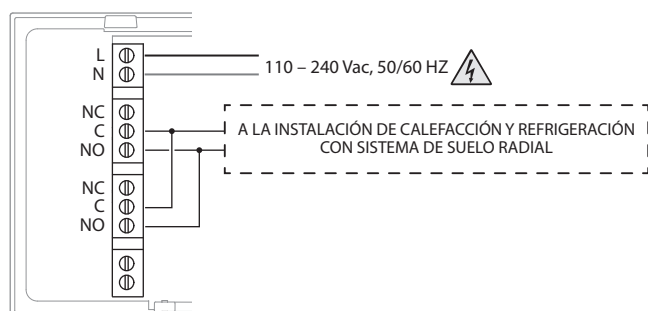 L
N
110 – 240 Vac, 50/60 HZ
NC
C
NO
A LA INSTALACIÓN DE CALEFACCIÓN Y REFRIGERACIÓN
CON SISTEMA DE SUELO RADIAL
NC
C
NO